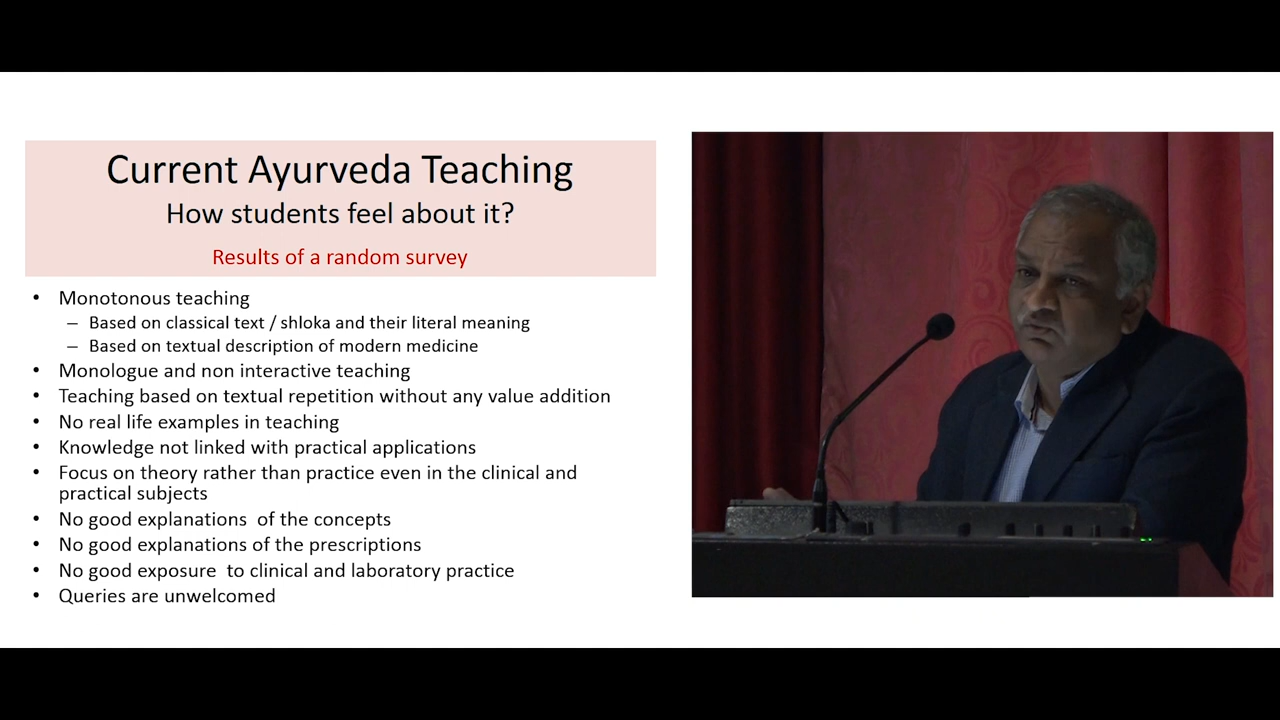 Current Ayurveda Teaching
How students feel about it?
Results of a random survey
• Monotonous teaching
– Based on classical text / shloka and their literal meaning
– Based on textual description of modern medicine
• Monologue and non interactive teaching
• Teaching based on textual repetition without any value addition
• No real life examples in teaching
• Knowledge not linked with practical applications
• Focus on theory rather than practice even in the clinical and
practical subjects
• No good explanations  of the concepts
• No good explanations of the prescriptions
• No good exposure  to clinical and laboratory practice
• Queries are unwelcomed